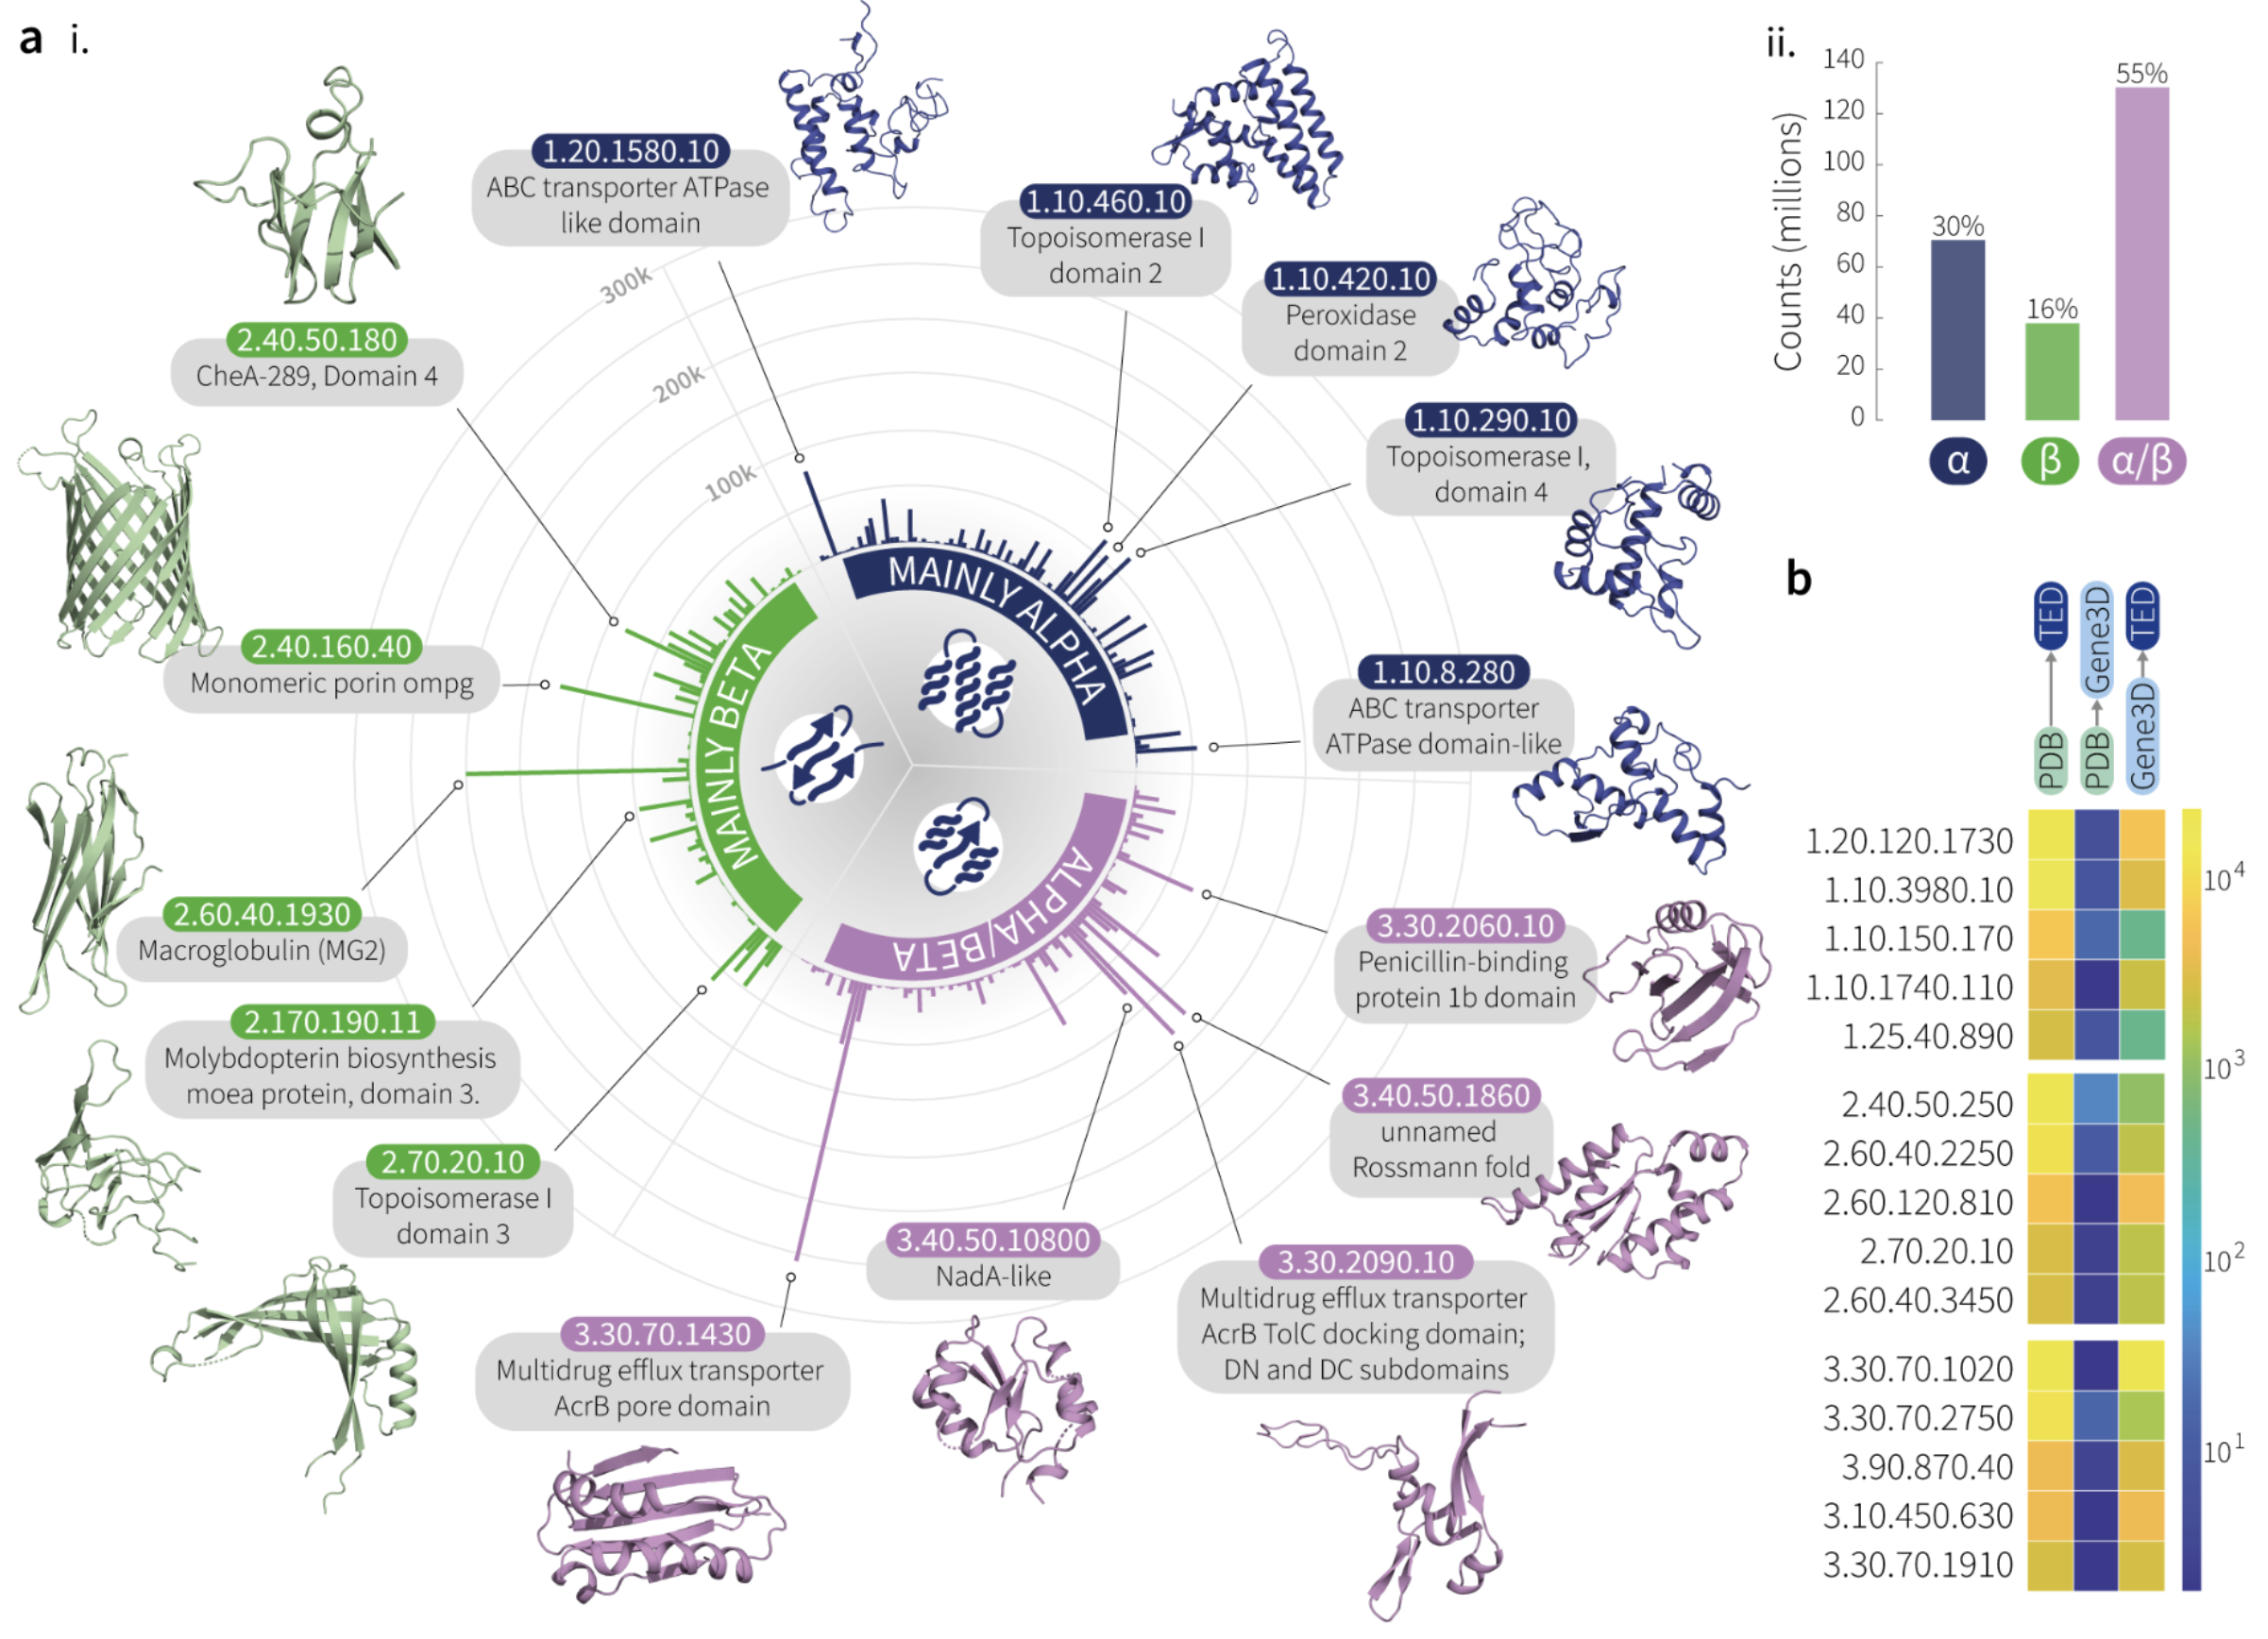 a i.
1.20.1580.10
ABC transporter ATPase
like domain
1.10.460.10
Topoisomerase I
domain 2
1.10.420.10
Peroxidase
domain 2
1.10.290.10
Topoisomerase I,
domain 4
1.10.8.280
ABC transporter
ATPase domain-like
2.40.50.180
CheA-289, Domain 4
2.40.160.40
Monomeric porin ompg
2.60.40.1930
Macroglobulin (MG2)
2.170.190.11
Molybdopterin biosynthesis
moea protein, domain 3.
2.70.20.10
Topoisomerase I
domain 3
3.30.70.1430
Multidrug efflux transporter
AcrB pore domain
3.40.50.10800
NadA-like
3.30.2090.10
Multidrug efflux transporter
AcrB TolC docking domain;
DN and DC subdomains
3.40.50.1860
unnamed
Rossmann fold
3.30.2060.10
Penicillin-binding
protein 1b domain
300k
200k
100k
MAINLY ALPHA
MAINLY BETA
ALPHA/BETA
ii.
Counts (millions)
140
120
100
80
60
40
20
0
30%
16%
55%
α
β
α/β
b
TED
Gene3D
TED
PDB
PDB
Gene3D
1.20.120.1730
1.10.3980.10
1.10.150.170
1.10.1740.110
1.25.40.890
2.40.50.250
2.60.40.2250
2.60.120.810
2.70.20.10
2.60.40.3450
3.30.70.1020
3.30.70.2750
3.90.870.40
3.10.450.630
3.30.70.1910
10⁴
10³
10²
10¹